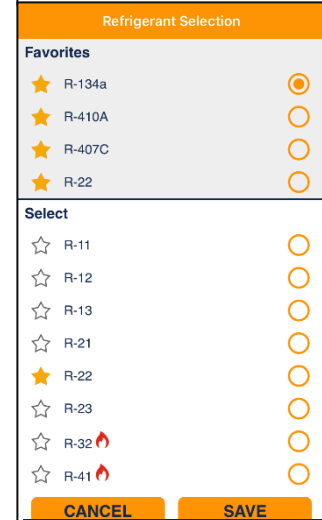 Refrigerant Selection
Favorites
R-134a
R-410A
R-407C
R-22
Select
R-11
R-12
R-13
R-21
R-22
R-23
R-32
R-41
CANCEL SAVE